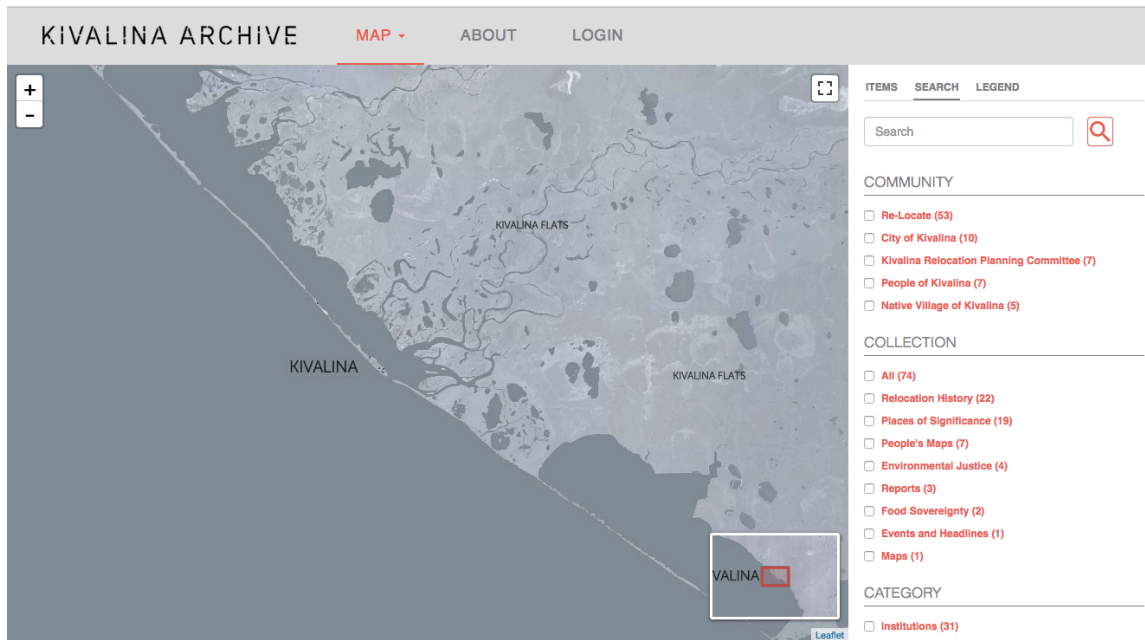 KIVALINA ARCHIVE MAP ABOUT LOGIN
+
-
KIVALINA FLATS
KIVALINA
KIVALINA FLATS
VALINA
Leaflet
ITEMS SEARCH LEGEND
Search
COMMUNITY
Re-Locate (53)
City of Kivalina (10)
Kivalina Relocation Planning Committee (7)
People of Kivalina (7)
Native Village of Kivalina (5)
COLLECTION
All (74)
Relocation History (22)
Places of Significance (19)
People's Maps (7)
Environmental Justice (4)
Reports (3)
Food Sovereignty (2)
Events and Headlines (1)
Maps (1)
CATEGORY
Institutions (31)